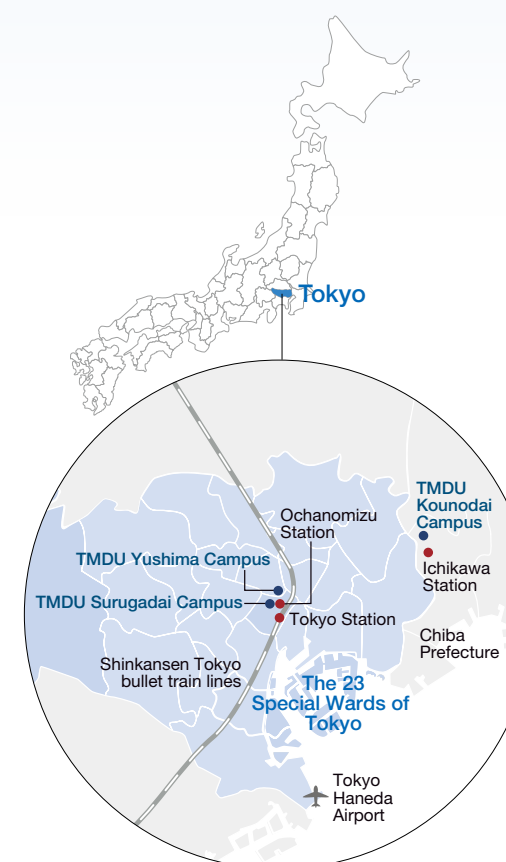 Tokyo
TMDU
Kounodai
Campus
Ochanomizu
Station
TMDU Yushima Campus
Ichikawa
Station
TMDU Surugadai Campus
Tokyo Station
Chiba
Prefecture
Shinkansen Tokyo
bullet train lines
The 23
Special Wards of
Tokyo
Tokyo
Haneda
Airport